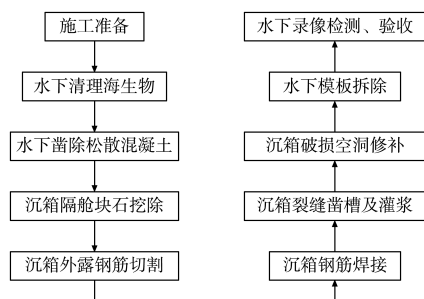 施工准备
水下清理海生物
水下凿除松散混凝土
沉箱隔舱块石挖除
沉箱外露钢筋切割
沉箱钢筋焊接
沉箱裂缝凿槽及灌浆
沉箱破损空洞修补
水下模板拆除
水下录像检测、验收